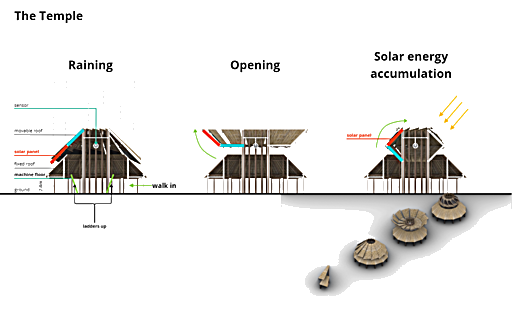 The Temple
Raining
Opening
Solar energy
accumulation
sensor
movable roof
solar panel
fixed roof
machine floor
ground
walk in
ladders up
solar panel